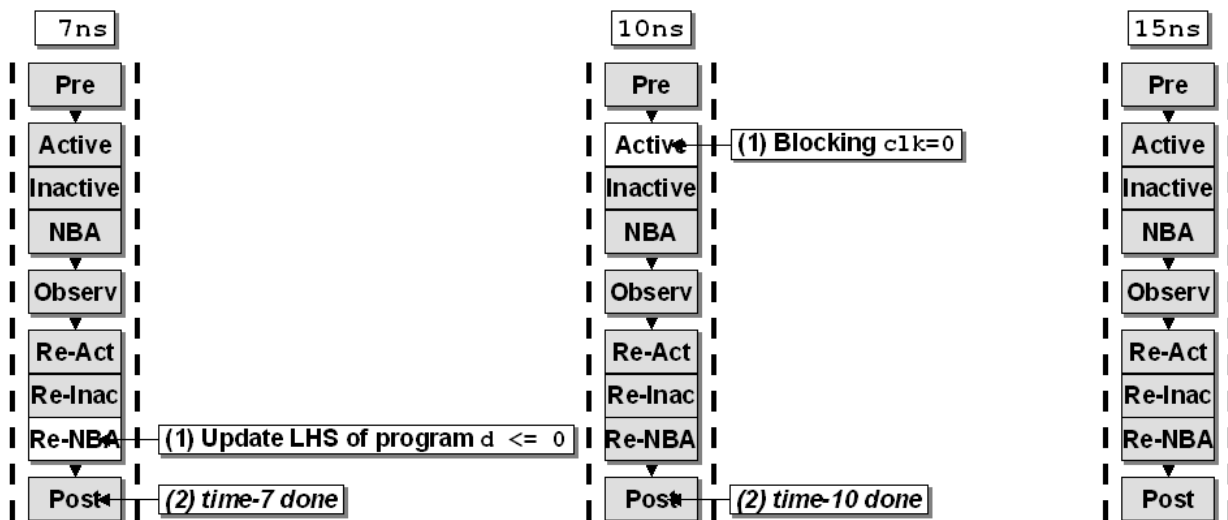 7ns
Pre
Active
Inactive
NBA
Observ
Re-Act
Re-Inac
Re-NBA
(1) Update LHS of program d <= 0
Post
(2) time-7 done
10ns
Pre
Active
(1) Blocking clk=0
Inactive
NBA
Observ
Re-Act
Re-Inac
Re-NBA
Post
(2) time-10 done
15ns
Pre
Active
Inactive
NBA
Observ
Re-Act
Re-Inac
Re-NBA
Post